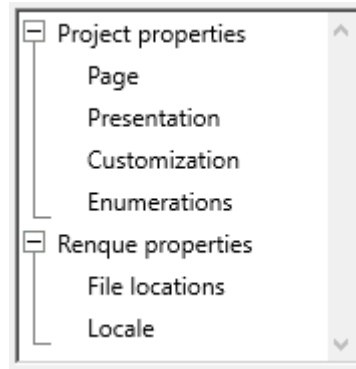 Project properties
Page
Presentation
Customization
Enumerations
Renque properties
File locations
Locale